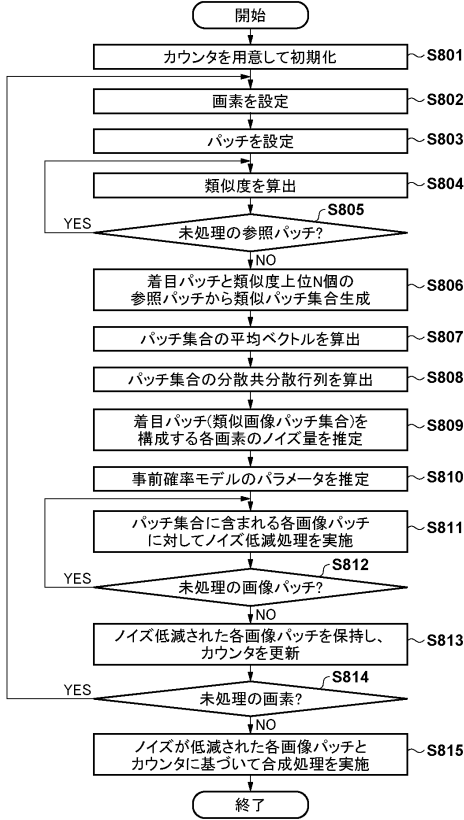 開始
カウンタを用意して初期化
S801
画素を設定
S802
パッチを設定
S803
類似度を算出
S804
S805
YES
未処理の参照パッチ?
NO
着目パッチと類似度上位N個の
参照パッチから類似パッチ集合生成
S806
パッチ集合の平均ベクトルを算出
S807
パッチ集合の分散共分散行列を算出
S808
着目パッチ(類似画像パッチ集合)を
構成する各画素のノイズ量を推定
S809
事前確率モデルのパラメータを推定
S810
パッチ集合に含まれる各画像パッチ
に対してノイズ低減処理を実施
S811
S812
YES
未処理の画像パッチ?
NO
ノイズ低減された各画像パッチを保持し、
カウンタを更新
S813
S814
YES
未処理の画素?
NO
ノイズが低減された各画像パッチと
カウンタに基づいて合成処理を実施
S815
終了